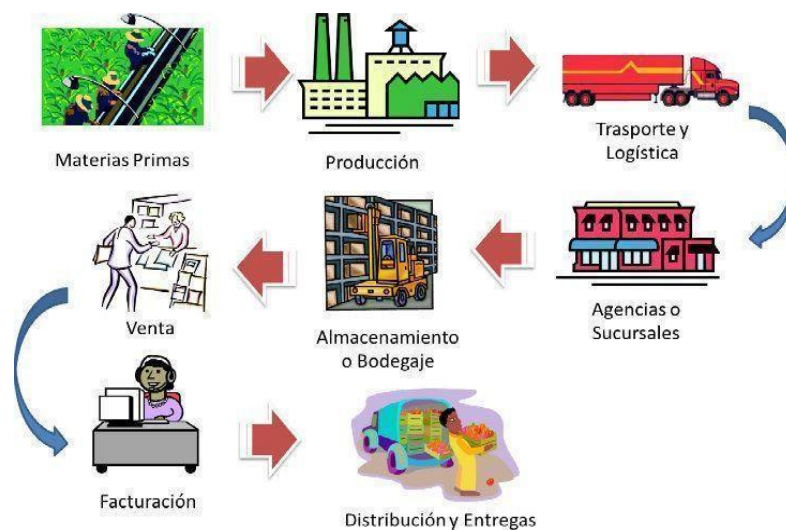 Materias Primas
Producción
Trasporte y
Logística
Agencias o
Sucursales
Almacenamiento
o Bodegaje
Venta
Facturación
Distribución y Entregas